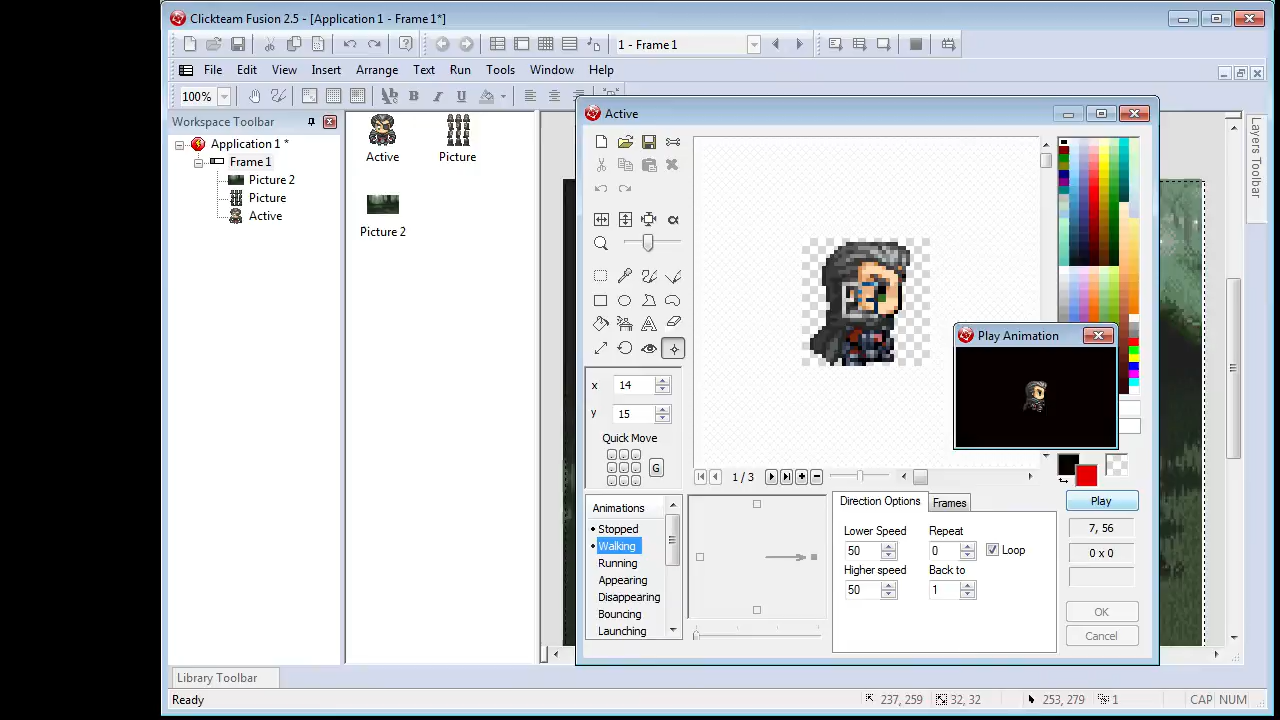 Clickteam Fusion 2.5 - [Application 1 - Frame 1*]
1 - Frame 1
File Edit View Insert Arrange Text Run Tools Window Help
100%
B I U
Workspace Toolbar
Application 1 *
Frame 1
Picture 2
Picture
Active
Active
Picture
Picture 2
Layers Toolbar
Active
x 14
y 15
Quick Move
G
1 / 3
Play Animation
Animations
Stopped
Walking
Running
Appearing
Disappearing
Bouncing
Launching
Direction Options
Frames
Lower Speed
50
Repeat
0
Loop
Higher speed
50
Back to
1
Play
7, 56
0 x 0
OK
Cancel
Library Toolbar
Ready
237, 259
32, 32
253, 279
1
CAP
NUM